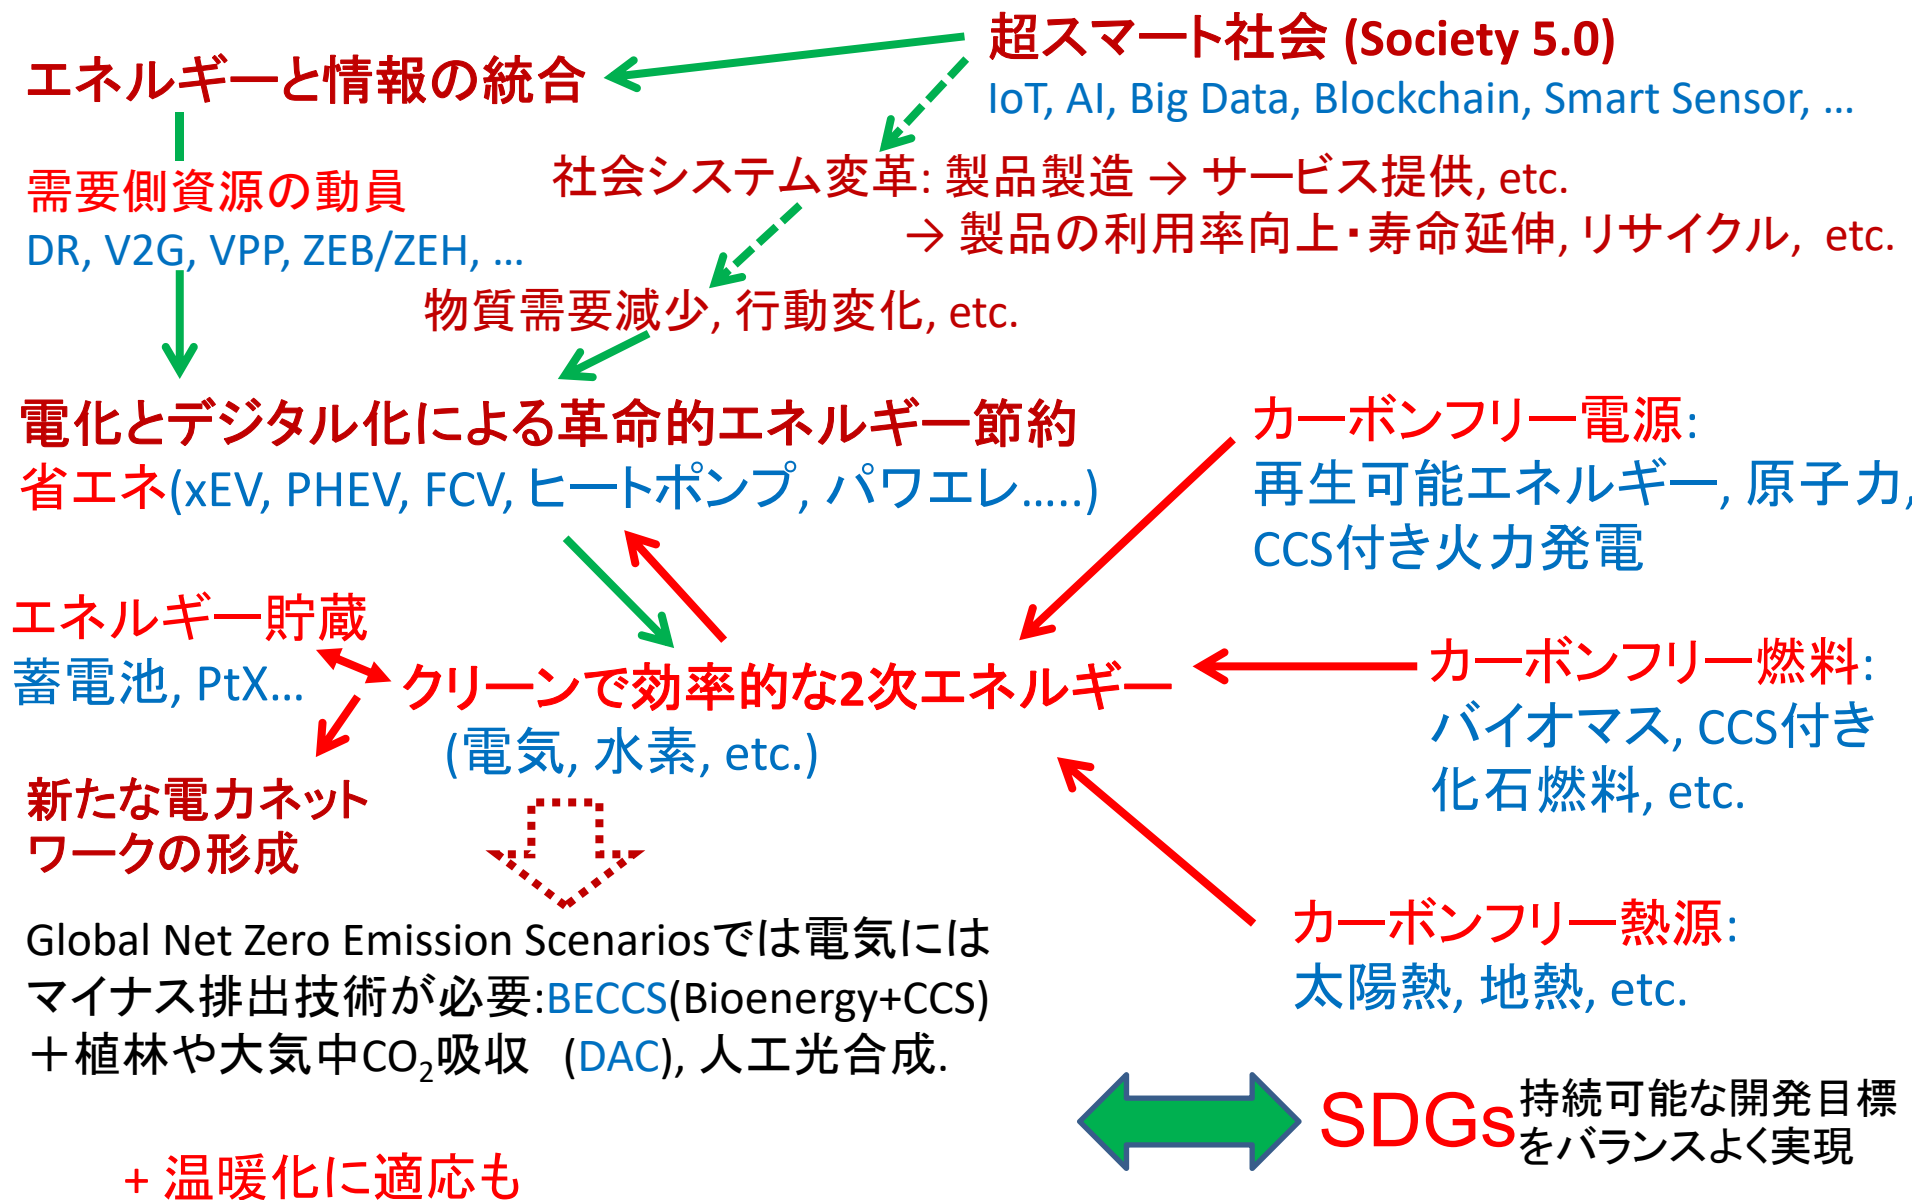 超スマート社会 (Society 5.0)
IoT, AI, Big Data, Blockchain, Smart Sensor, …
エネルギーと情報の統合
需要側資源の動員
DR, V2G, VPP, ZEB/ZEH, …
社会システム変革: 製品製造 → サービス提供, etc.
→ 製品の利用率向上・寿命延伸, リサイクル, etc.
物質需要減少, 行動変化, etc.
電化とデジタル化による革命的エネルギー節約
省エネ(xEV, PHEV, FCV, ヒートポンプ, パワエレ…..)
カーボンフリー電源:
再生可能エネルギー, 原子力,
CCS付き火力発電
エネルギー貯蔵
蓄電池, PtX…
クリーンで効率的な2次エネルギー
(電気, 水素, etc.)
カーボンフリー燃料:
バイオマス, CCS付き
化石燃料, etc.
新たな電力ネット
ワークの形成
カーボンフリー熱源:
太陽熱, 地熱, etc.
Global Net Zero Emission Scenariosでは電気には
マイナス排出技術が必要:BECCS(Bioenergy+CCS)
＋植林や大気中CO₂吸収 (DAC), 人工光合成.
SDGs 持続可能な開発目標
をバランスよく実現
+ 温暖化に適応も